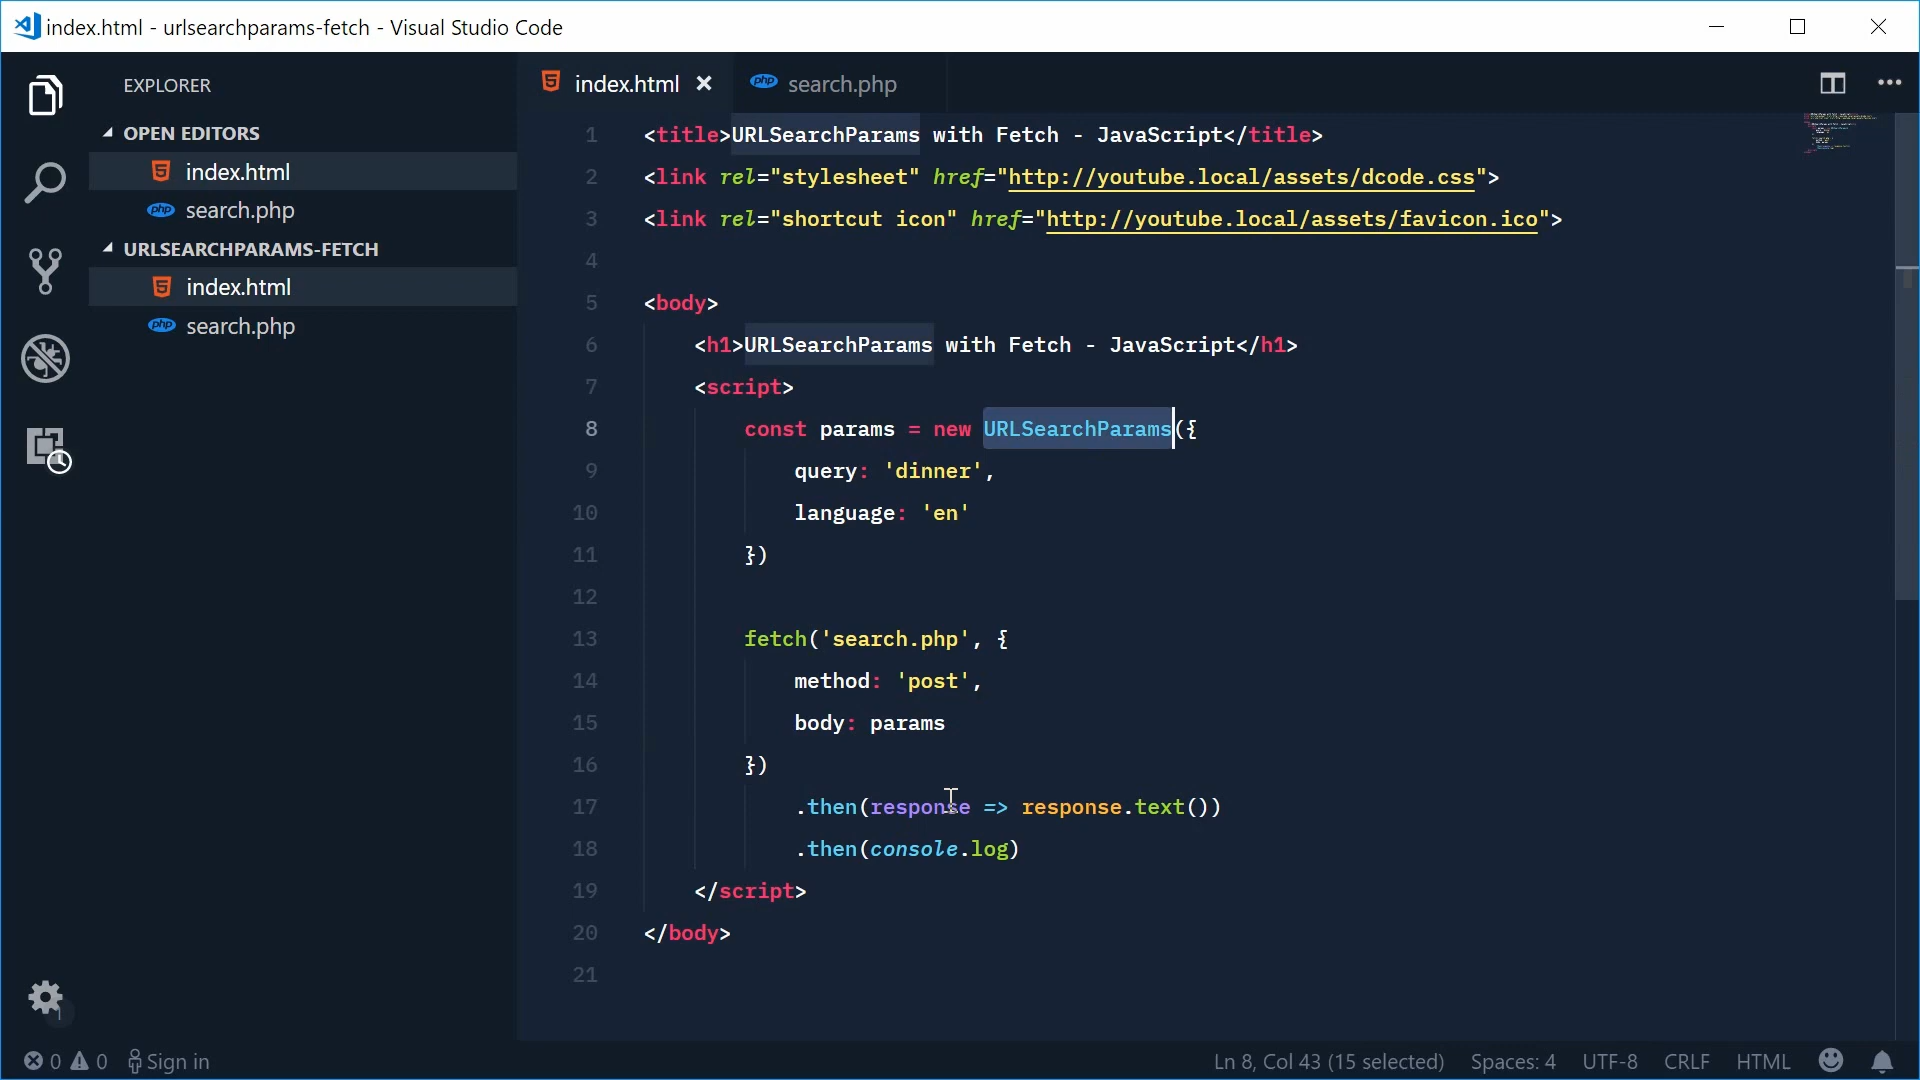 index.html - urlsearchparams-fetch - Visual Studio Code
EXPLORER
OPEN EDITORS
index.html
search.php
URLSEARCHPARAMS-FETCH
index.html
search.php
index.html
search.php
1 <title>URLSearchParams with Fetch - JavaScript</title>
2 <link rel="stylesheet" href="http://youtube.local/assets/dcode.css">
3 <link rel="shortcut icon" href="http://youtube.local/assets/favicon.ico">
4
5 <body>
6 <h1>URLSearchParams with Fetch - JavaScript</h1>
7 <script>
8 const params = new URLSearchParams({
9 query: 'dinner',
10 language: 'en'
11 })
12
13 fetch('search.php', {
14 method: 'post',
15 body: params
16 })
17 .then(response => response.text())
18 .then(console.log)
19 </script>
20 </body>
21
0 0 Sign in Ln 8, Col 43 (15 selected) Spaces: 4 UTF-8 CRLF HTML